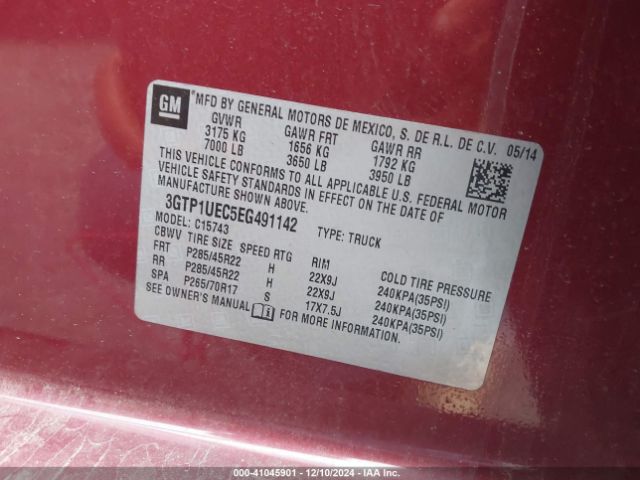 GM
MFD BY GENERAL MOTORS DE MEXICO, S. DE R.L. DE C.V. 05/14
GVWR GAWR FRT GAWR RR
3175 KG 1656 KG 1792 KG
7000 LB 3650 LB 3950 LB
THIS VEHICLE CONFORMS TO ALL APPLICABLE U.S. FEDERAL MOTOR
VEHICLE SAFETY STANDARDS IN EFFECT ON THE DATE OF
MANUFACTURE SHOWN ABOVE.
3GTP1UEC5EG491142 TYPE: TRUCK
MODEL: C15743
CBWV TIRE SIZE SPEED RTG RIM COLD TIRE PRESSURE
FRT P285/45R22 H 22X9J 240KPA(35PSI)
RR P285/45R22 H 22X9J 240KPA(35PSI)
SPA P265/70R17 S 17X7.5J 240KPA(35PSI)
SEE OWNER'S MANUAL FOR MORE INFORMATION.
000-41045901 - 12/10/2024 - IAA Inc.